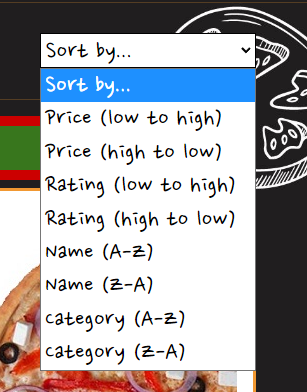 Sort by...
Sort by...
Price (low to high)
Price (high to low)
Rating (low to high)
Rating (high to low)
Name (A-Z)
Name (Z-A)
Category (A-Z)
Category (Z-A)